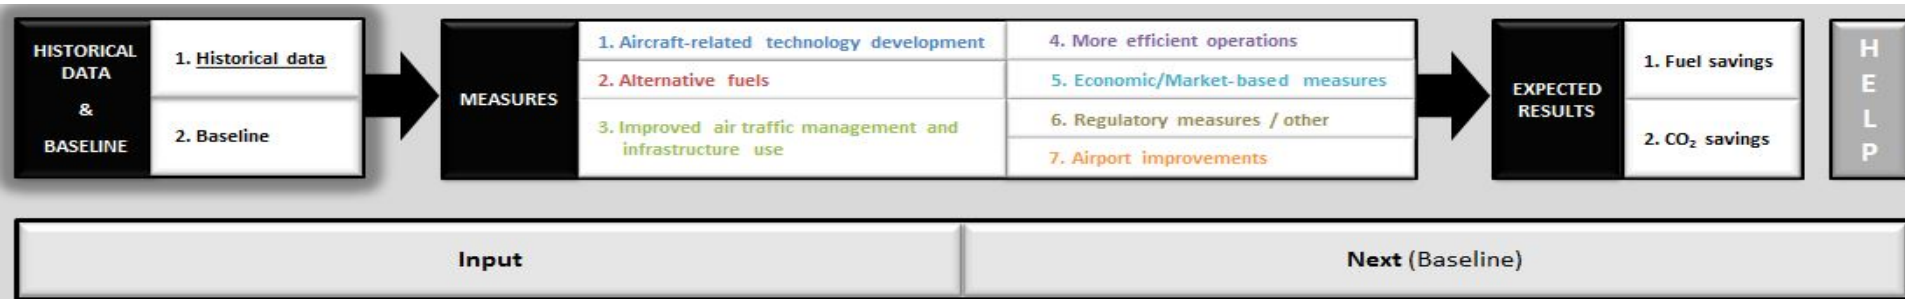 HISTORICAL
DATA
&
BASELINE
1. Historical data
2. Baseline
MEASURES
1. Aircraft-related technology development
2. Alternative fuels
3. Improved air traffic management and
infrastructure use
4. More efficient operations
5. Economic/Market-based measures
6. Regulatory measures / other
7. Airport improvements
EXPECTED
RESULTS
1. Fuel savings
2. CO₂ savings
H
E
L
P
Input
Next (Baseline)